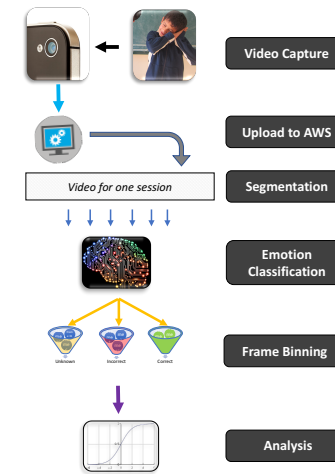 Video Capture
Upload to AWS
Video for one session
Segmentation
Emotion
Classification
Unknown
Incorrect
Correct
Frame Binning
Analysis